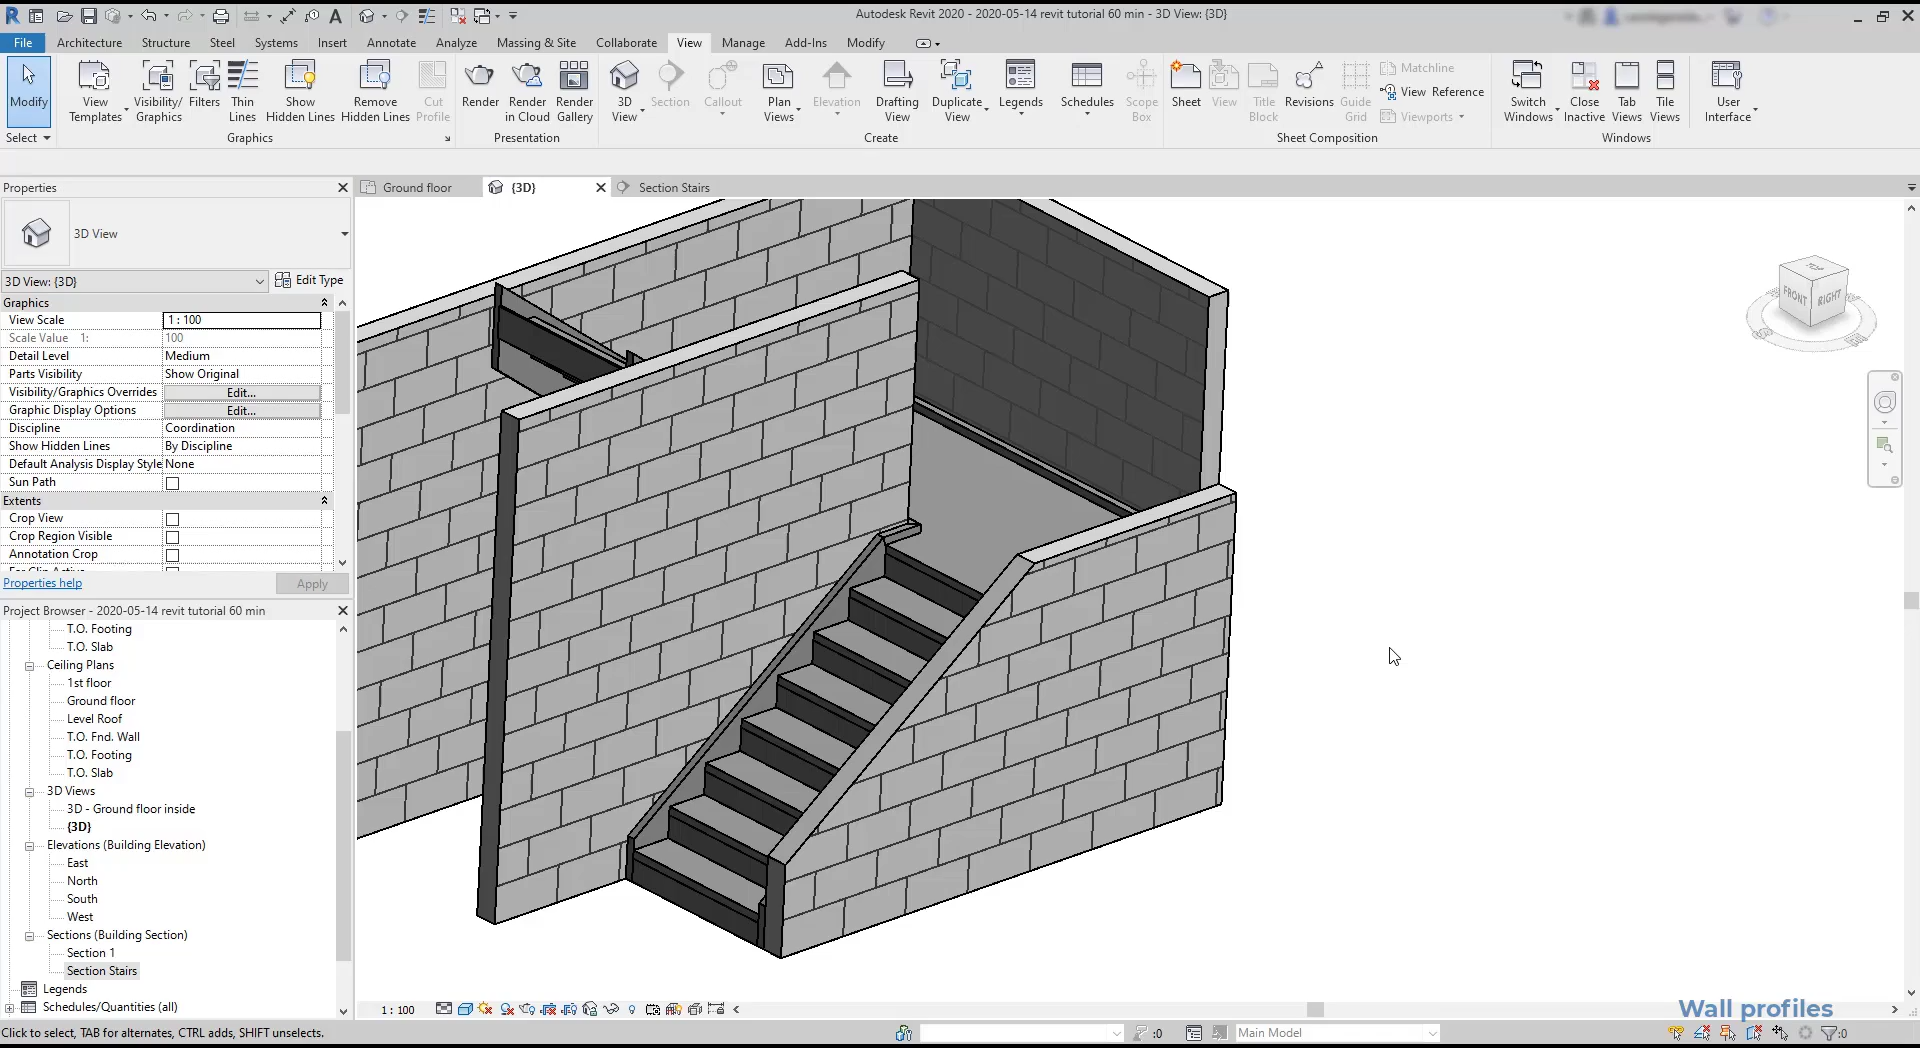 Autodesk Revit 2020 - 2020-05-14 revit tutorial 60 min - 3D View: {3D}
File Architecture Structure Steel Systems Insert Annotate Analyze Massing & Site Collaborate View Manage Add-Ins Modify
Modify
View Templates
Visibility/ Graphics
Filters
Thin Lines
Show Hidden Lines
Remove Hidden Lines
Cut Profile
Render
Render in Cloud
Render Gallery
3D View
Section
Callout
Plan Views
Elevation
Drafting View
Duplicate View
Legends
Schedules
Scope Box
Sheet
View
Title Block
Revisions
Guide Grid
Matchline
View Reference
Viewports
Switch Windows
Close Inactive
Tab Views
Tile Views
User Interface
Select Graphics Presentation Create Sheet Composition Windows
Properties
Ground floor {3D} Section Stairs
3D View
3D View: {3D} Edit Type
Graphics
View Scale 1 : 100
Scale Value 1: 100
Detail Level Medium
Parts Visibility Show Original
Visibility/Graphics Overrides Edit...
Graphic Display Options Edit...
Discipline Coordination
Show Hidden Lines By Discipline
Default Analysis Display Style None
Sun Path
Extents
Crop View
Crop Region Visible
Annotation Crop
Properties help Apply
Project Browser - 2020-05-14 revit tutorial 60 min
T.O. Footing
T.O. Slab
Ceiling Plans
1st floor
Ground floor
Level Roof
T.O. Fnd. Wall
T.O. Footing
T.O. Slab
3D Views
3D - Ground floor inside
{3D}
Elevations (Building Elevation)
East
North
South
West
Sections (Building Section)
Section 1
Section Stairs
Legends
Schedules/Quantities (all)
TOP
FRONT RIGHT
1 : 100
Wall profiles
Click to select, TAB for alternates, CTRL adds, SHIFT unselects.
:0
Main Model
:0